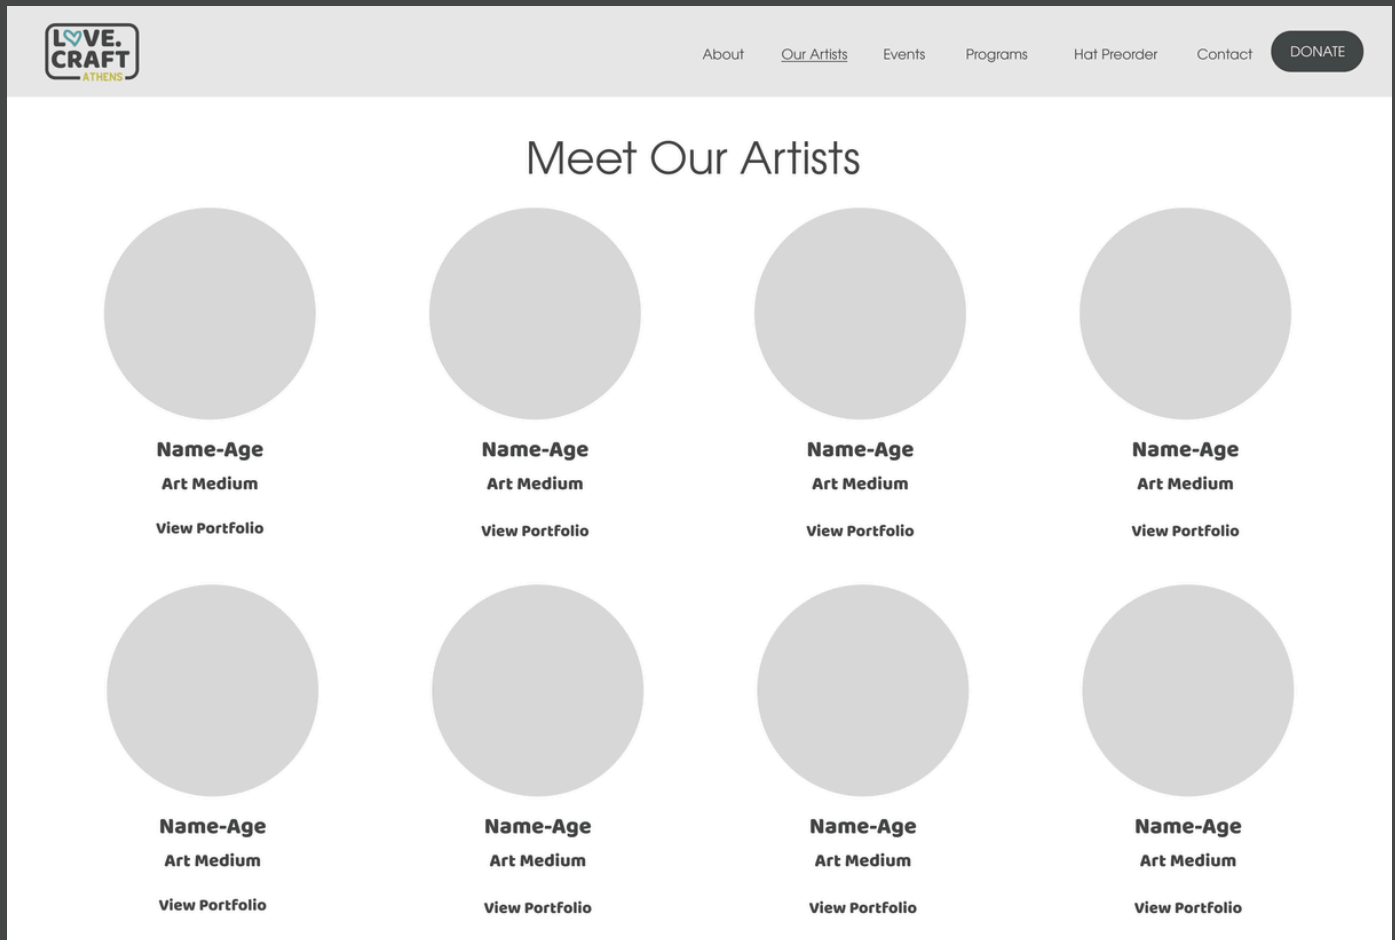 LOVE.
CRAFT
ATHENS
About Our Artists Events Programs Hat Preorder Contact DONATE
Meet Our Artists
Name-Age Name-Age Name-Age Name-Age
Art Medium Art Medium Art Medium Art Medium
View Portfolio View Portfolio View Portfolio View Portfolio
Name-Age Name-Age Name-Age Name-Age
Art Medium Art Medium Art Medium Art Medium
View Portfolio View Portfolio View Portfolio View Portfolio